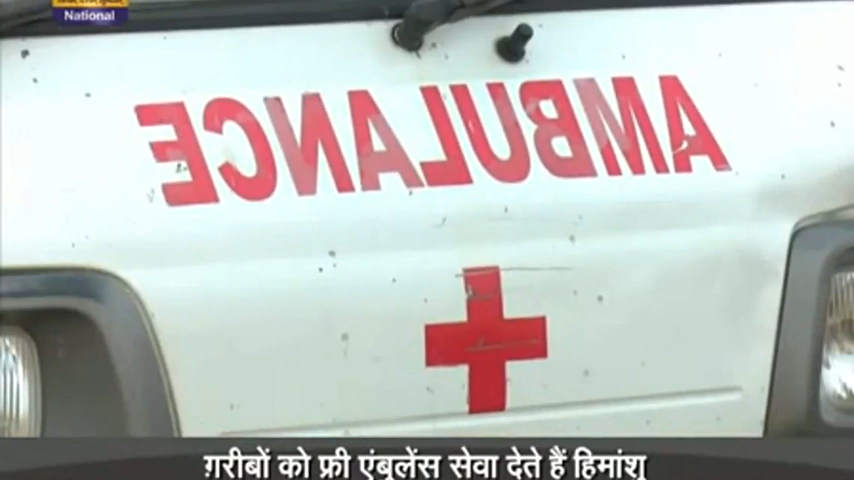 National
AMBULANCE
ग़रीबों को फ्री एंबुलेंस सेवा देते हैं हिमांशु